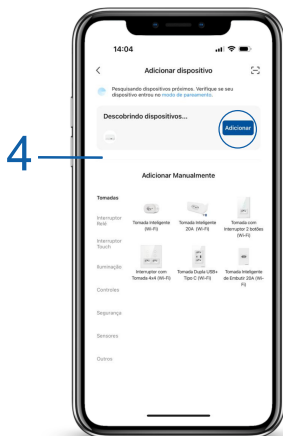 14:04
Adicionar dispositivo
Pesquisando dispositivos próximos. Verifique se seu
dispositivo entrou no modo de pareamento.
Descobrindo dispositivos...
Adicionar
4
Adicionar Manualmente
Tomadas
Interruptor
Relé
Interruptor
Touch
Iluminação
Controles
Segurança
Sensores
Outros
Tomada Inteligente
(Wi-Fi)
Tomada Inteligente
20A (Wi-Fi)
Tomada com
Interruptor 2 botões
(Wi-Fi)
Interruptor com
Tomada 4x4 (Wi-Fi)
Tomada Dupla USB+
Tipo C (Wi-Fi)
Tomada Inteligente
de Embutir 20A (Wi-
Fi)